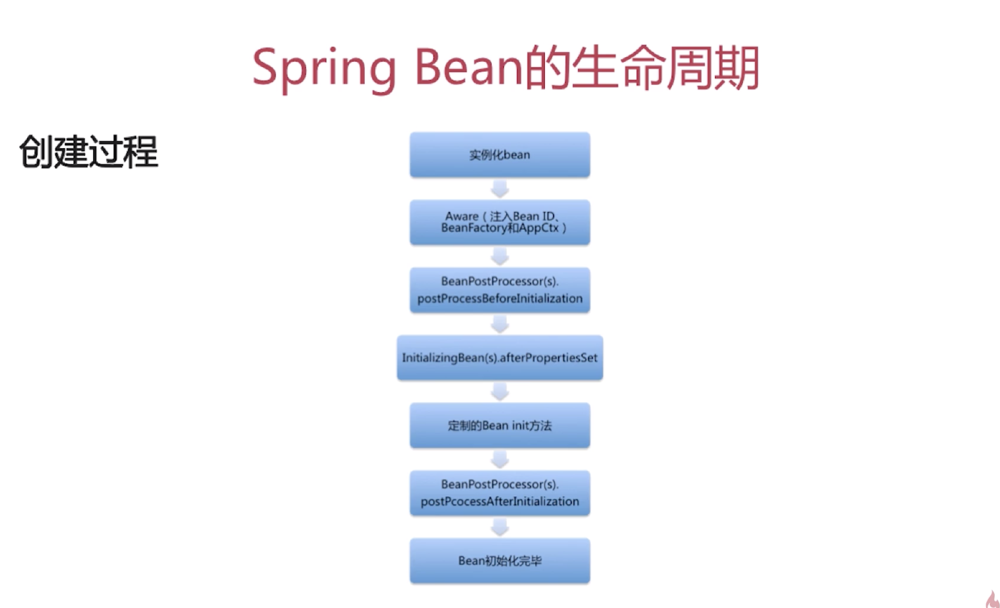 Spring Bean的生命周期
创建过程
实例化bean
Aware（注入Bean ID、
BeanFactory和AppCtx）
BeanPostProcessor(s).
postProcessBeforeInitialization
InitializingBean(s).afterPropertiesSet
定制的Bean init方法
BeanPostProcessor(s).
postPcocessAfterInitialization
Bean初始化完毕